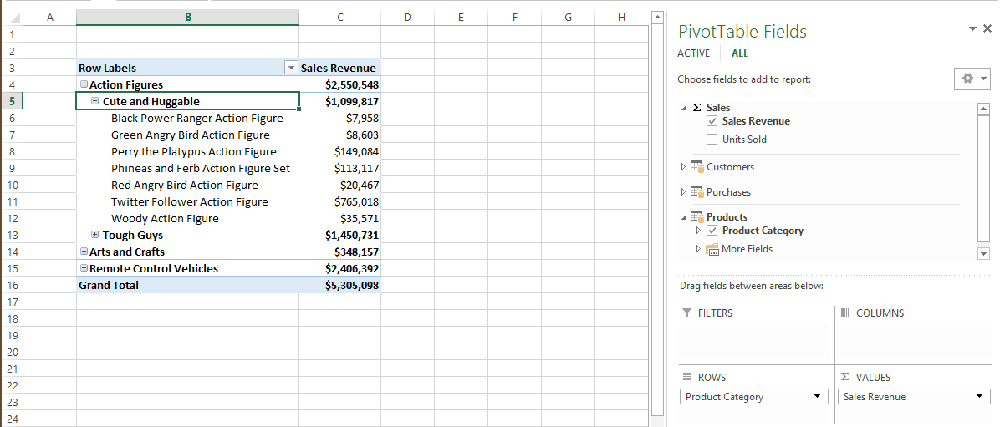 A B C D E F G H
1
2
3 Row Labels Sales Revenue
4 Action Figures $2,550,548
5 Cute and Huggable $1,099,817
6 Black Power Ranger Action Figure $7,958
7 Green Angry Bird Action Figure $8,603
8 Perry the Platypus Action Figure $149,084
9 Phineas and Ferb Action Figure Set $113,117
10 Red Angry Bird Action Figure $20,467
11 Twitter Follower Action Figure $765,018
12 Woody Action Figure $35,571
13 Tough Guys $1,450,731
14 Arts and Crafts $348,157
15 Remote Control Vehicles $2,406,392
16 Grand Total $5,305,098
17
18
19
20
21
22
23
24
PivotTable Fields
ACTIVE ALL
Choose fields to add to report:
Σ Sales
Sales Revenue
Units Sold
Customers
Purchases
Products
Product Category
More Fields
Drag fields between areas below:
FILTERS COLUMNS
ROWS Σ VALUES
Product Category Sales Revenue